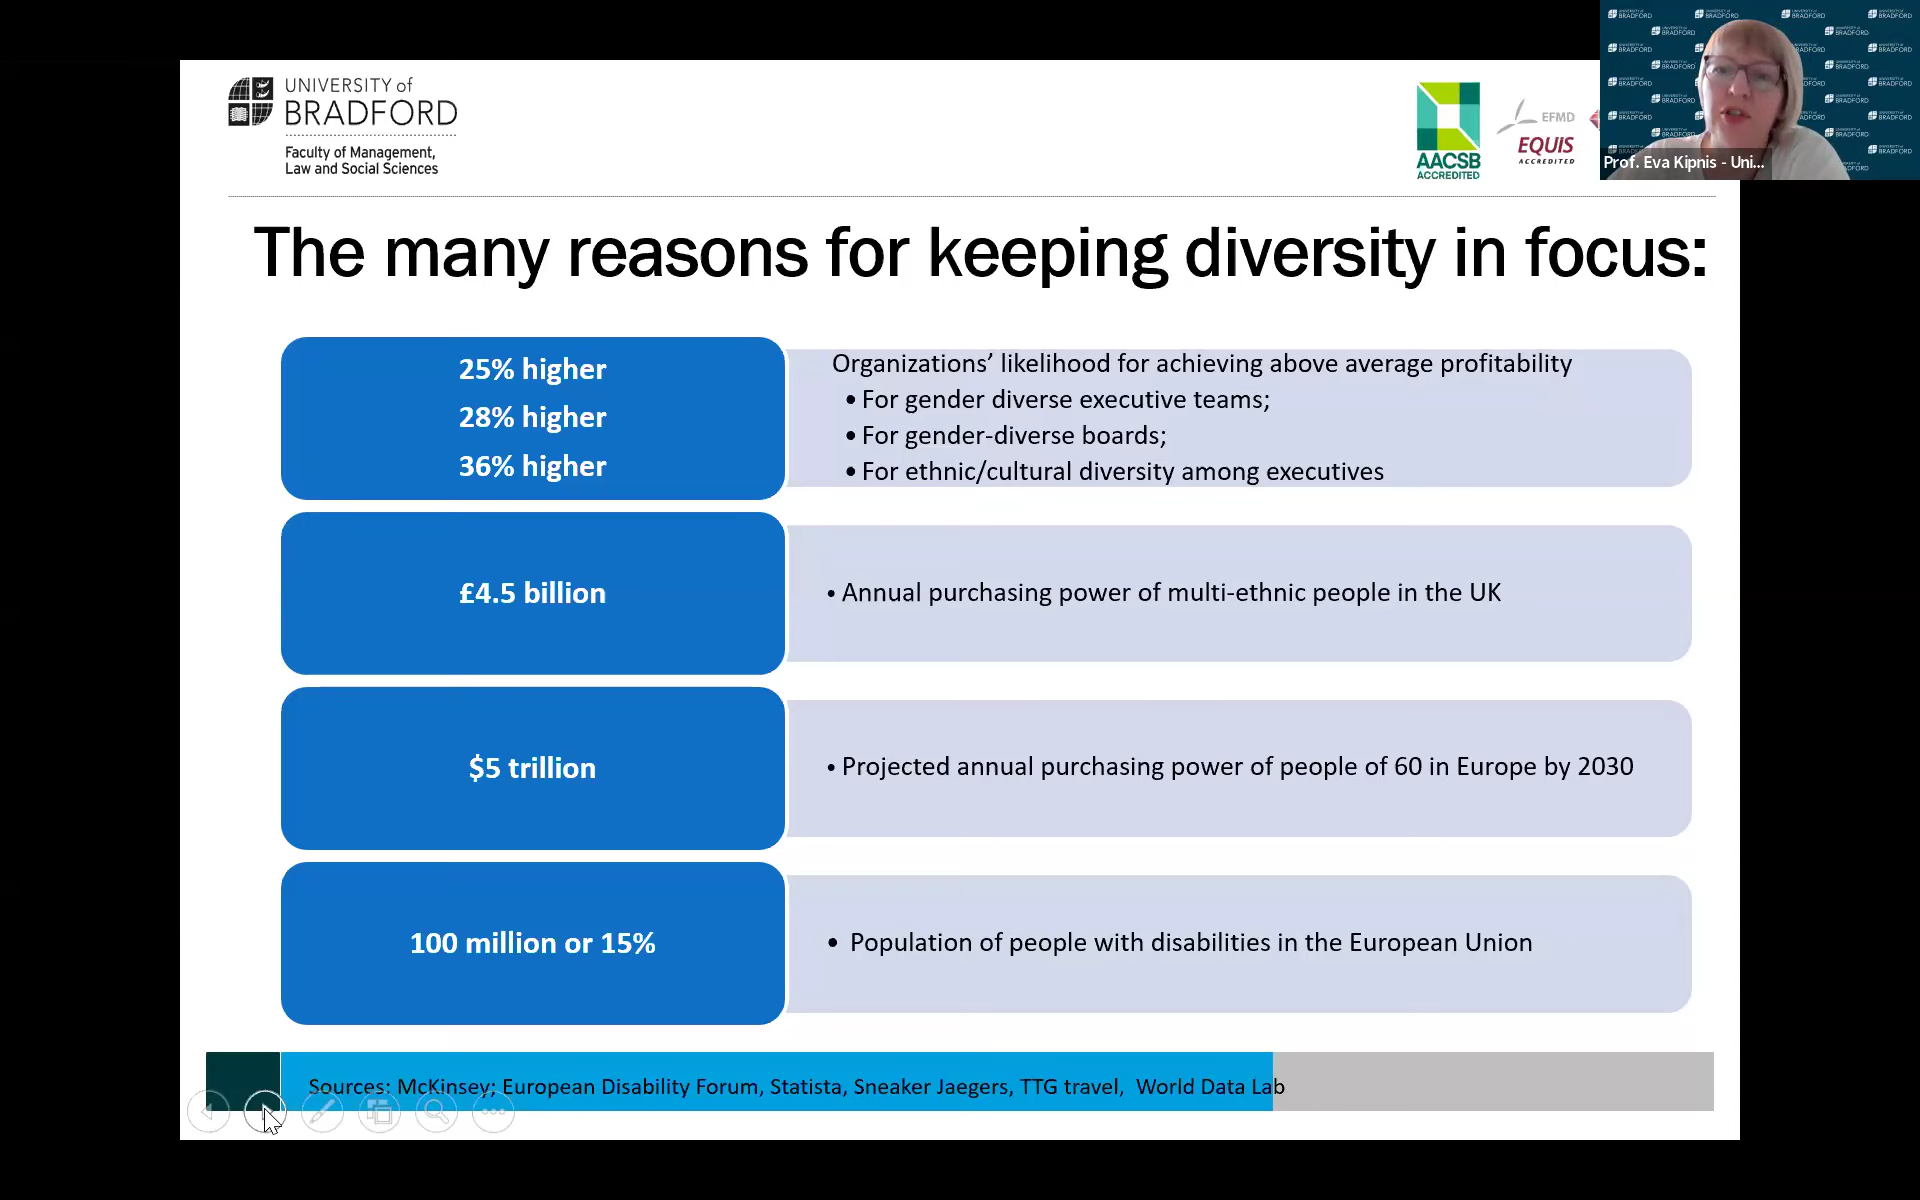 UNIVERSITY of
BRADFORD
Faculty of Management,
Law and Social Sciences
AACSB
ACCREDITED
EFMD
EQUIS
ACCREDITED
Prof. Eva Kipnis - Uni...
The many reasons for keeping diversity in focus:
25% higher
28% higher
36% higher
Organizations’ likelihood for achieving above average profitability
• For gender diverse executive teams;
• For gender-diverse boards;
• For ethnic/cultural diversity among executives
£4.5 billion
• Annual purchasing power of multi-ethnic people in the UK
$5 trillion
• Projected annual purchasing power of people of 60 in Europe by 2030
100 million or 15%
• Population of people with disabilities in the European Union
Sources: McKinsey; European Disability Forum, Statista, Sneaker Jaegers, TTG travel, World Data Lab